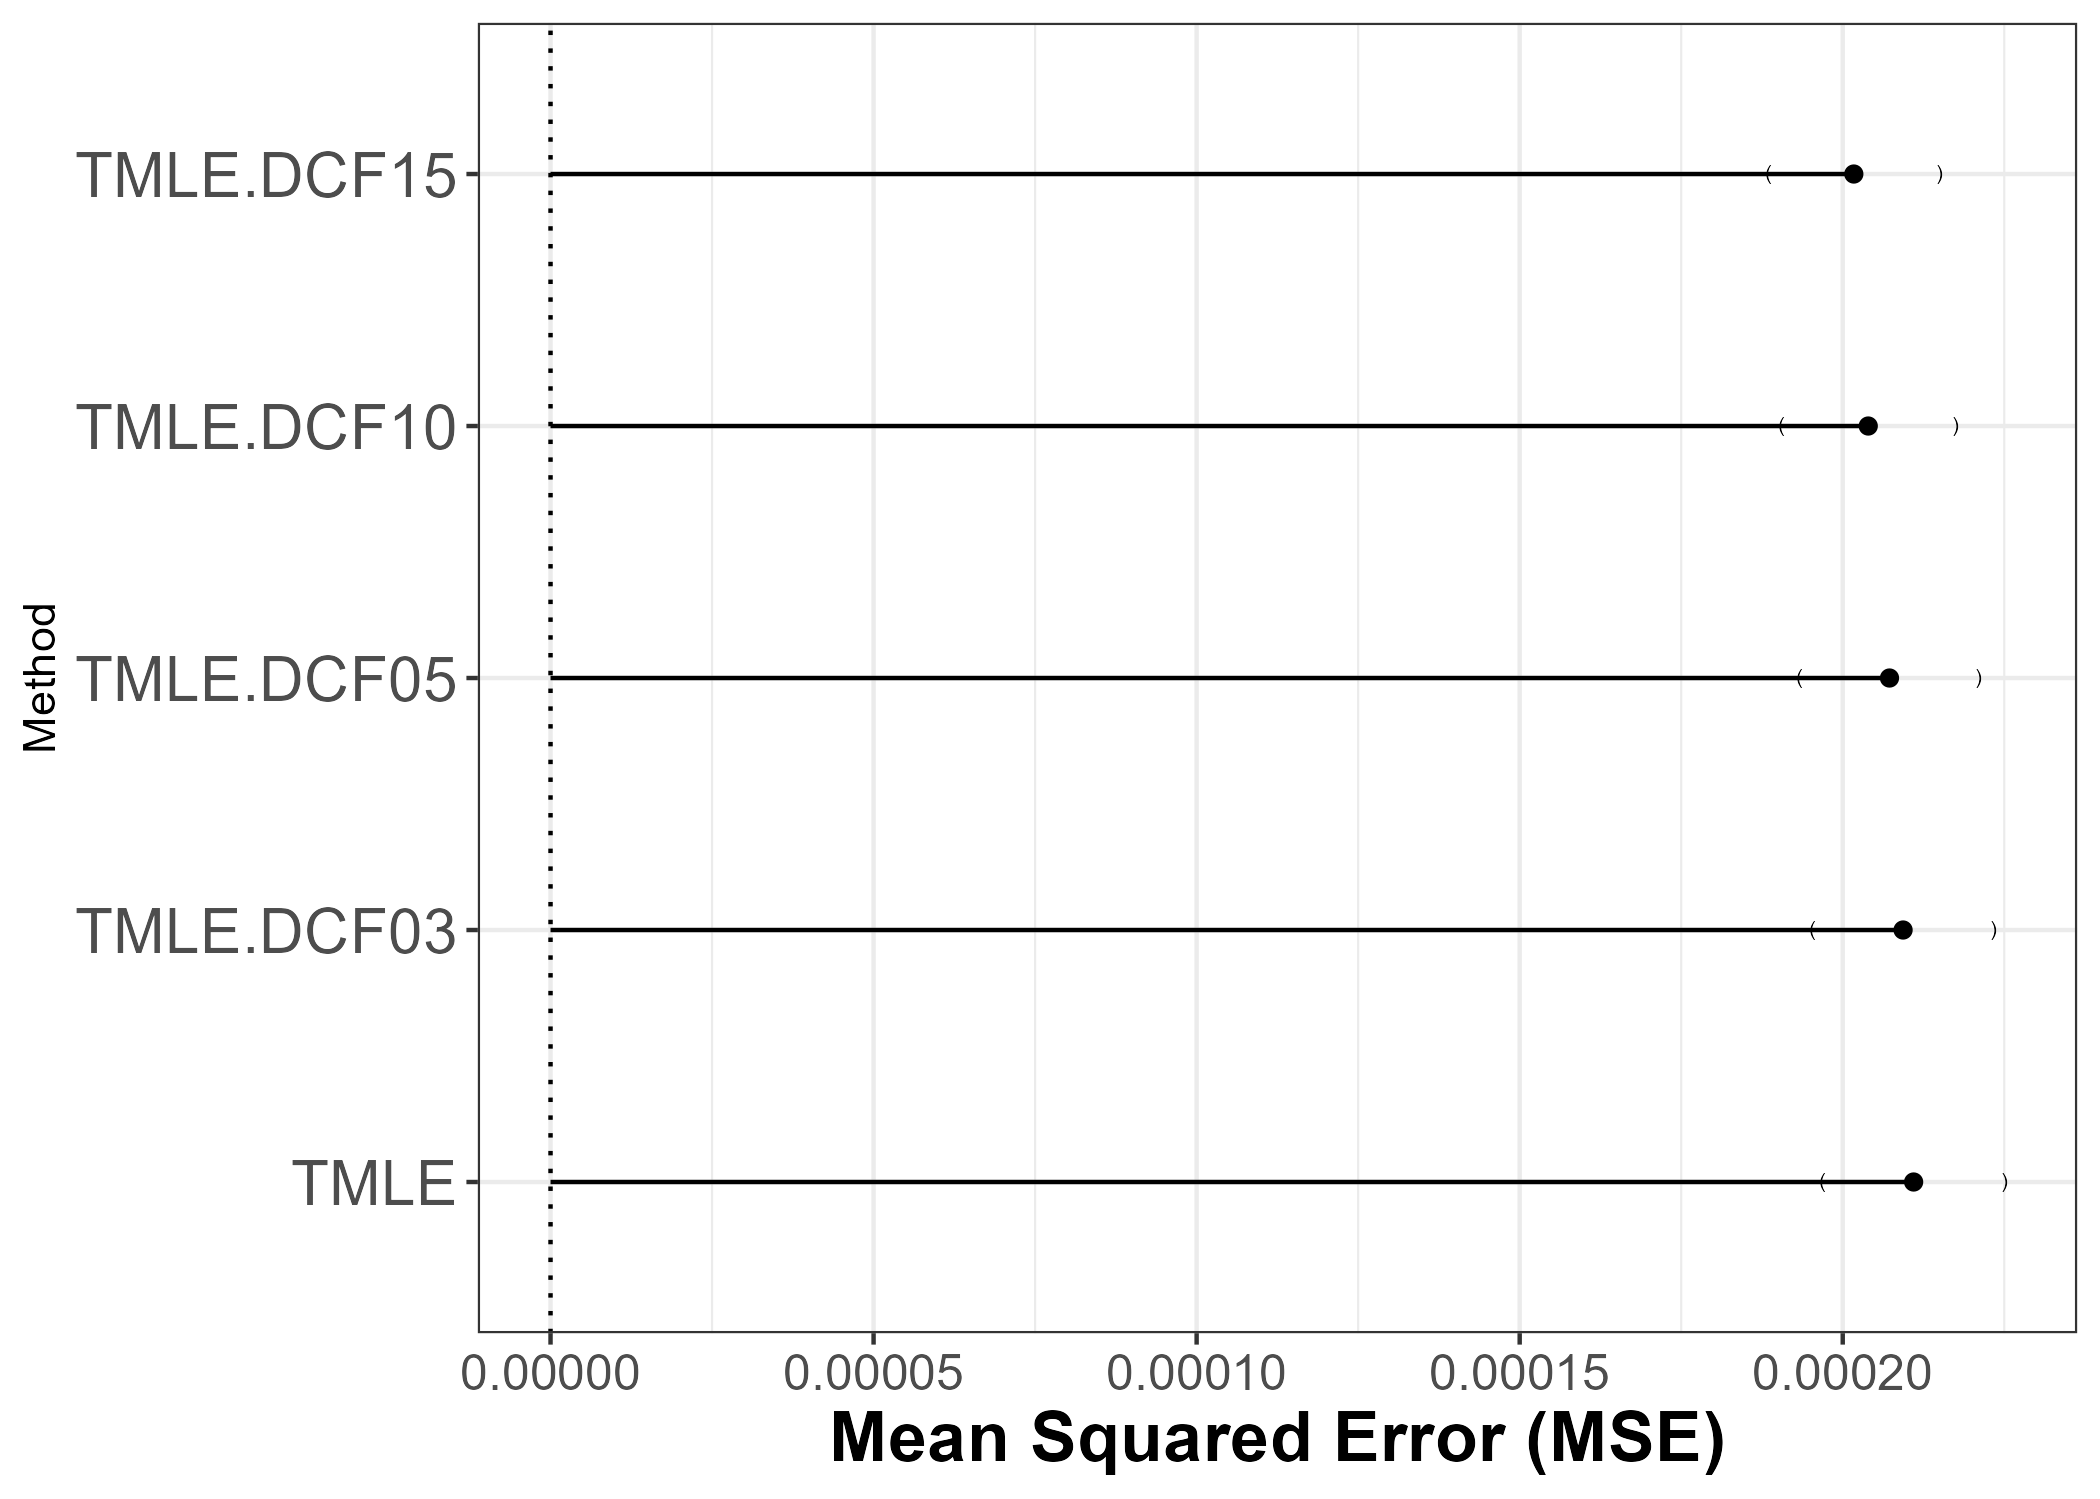 TMLE.DCF15
( )
TMLE.DCF10
( )
TMLE.DCF05
( )
TMLE.DCF03
( )
TMLE
( )
Method
0.00000 0.00005 0.00010 0.00015 0.00020
Mean Squared Error (MSE)